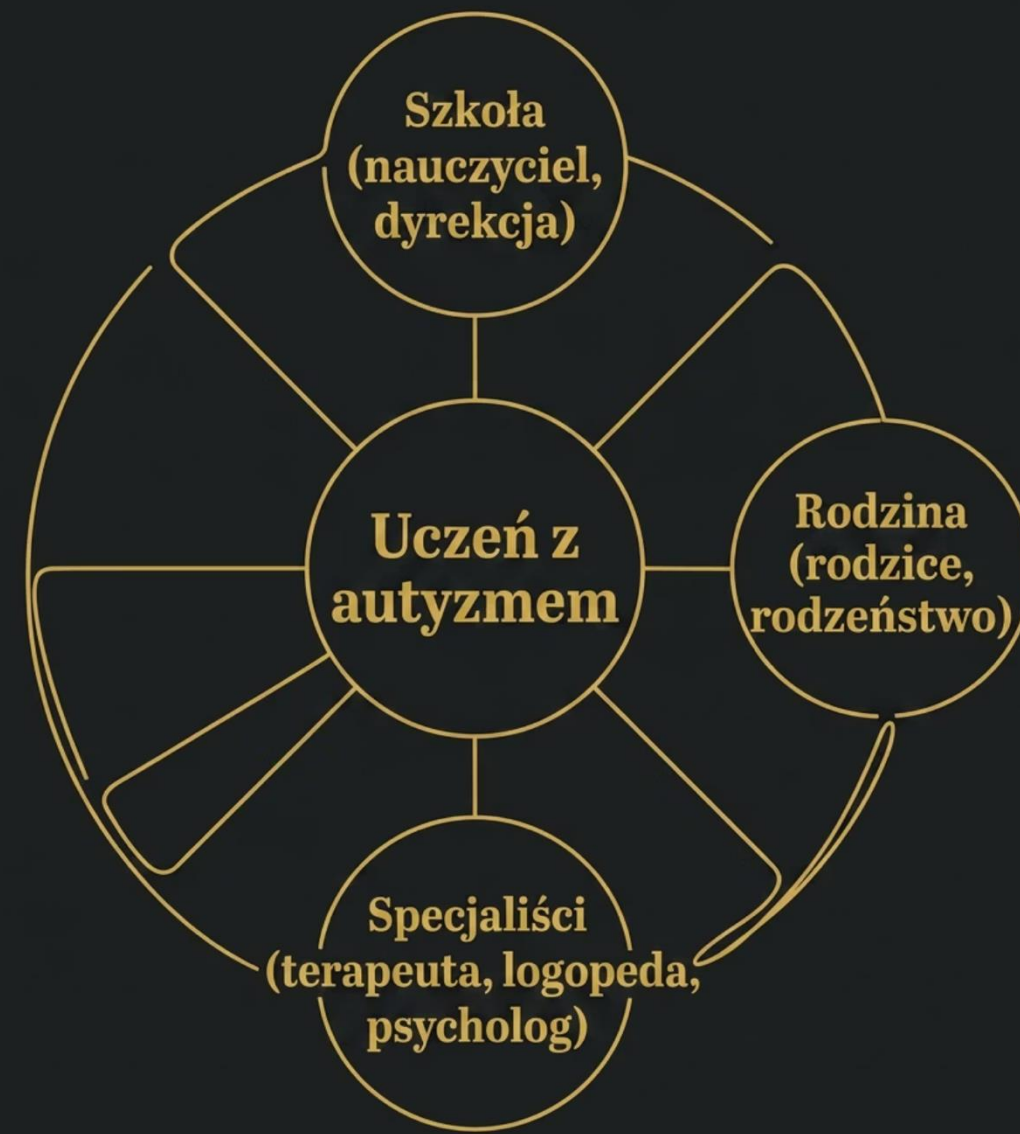 Szkoła
(nauczyciel,
dyrekcja)
Uczeń z
autyzmem
Rodzina
(rodzice,
rodzeństwo)
Specjaliści
(terapeuta, logopeda,
psycholog)